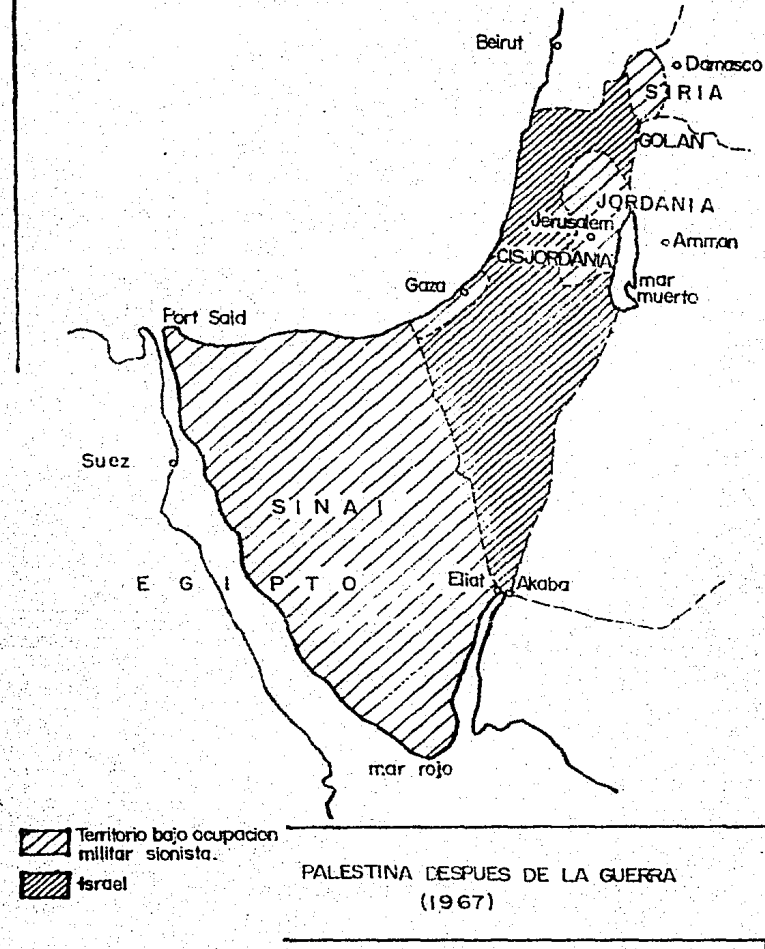 Beirut
Damasco
SIRIA
GOLAN
JORDANIA
Jerusalem
Amman
CISJORDANIA
Gaza
mar
muerto
Port Said
Suez
SINAI
EGIPTO
Eliat
Akaba
mar rojo
Territorio bajo ocupacion
militar sionista.
Israel
PALESTINA DESPUES DE LA GUERRA
(1967)